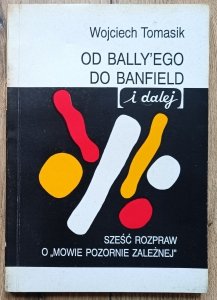 Wojciech Tomasik
OD BALLY'EGO
DO BANFIELD
[i dalej]
SZEŚĆ ROZPRAW
O „MOWIE POZORNIE ZALEŻNEJ”